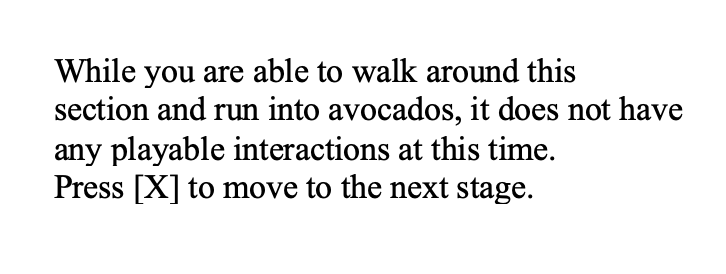 While you are able to walk around this
section and run into avocados, it does not have
any playable interactions at this time.
Press [X] to move to the next stage.